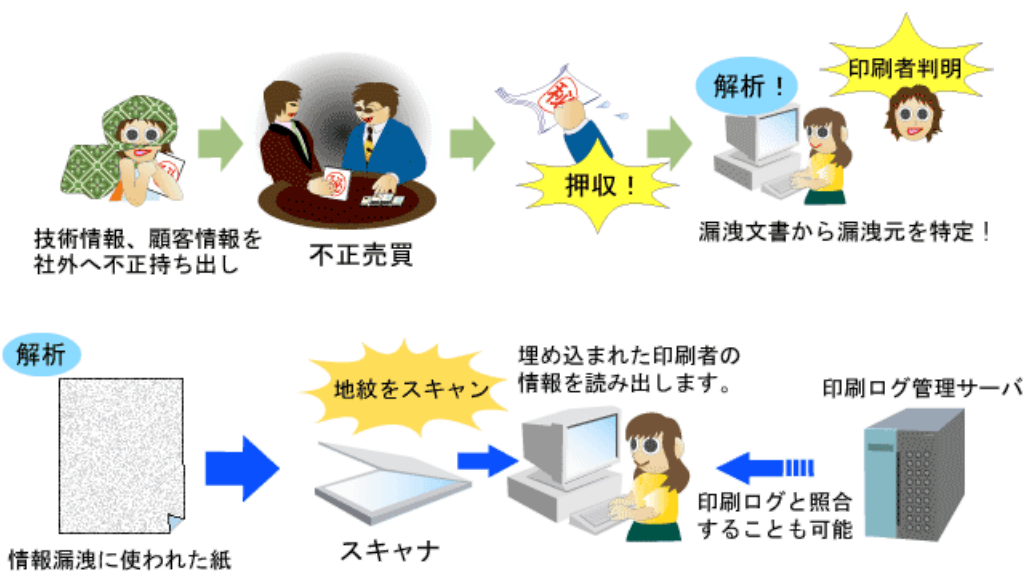 技術情報、顧客情報を
社外へ不正持ち出し
不正売買
秘
秘
押収！
解析！
印刷者判明
漏洩文書から漏洩元を特定！
解析
情報漏洩に使われた紙
地紋をスキャン
スキャナ
埋め込まれた印刷者の
情報を読み出します。
印刷ログ管理サーバ
印刷ログと照合
することも可能